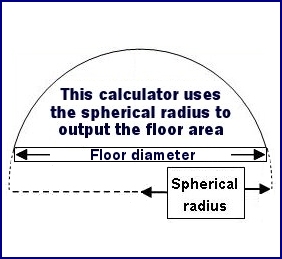 This calculator uses
the spherical radius to
output the floor area
Floor diameter
Spherical
radius